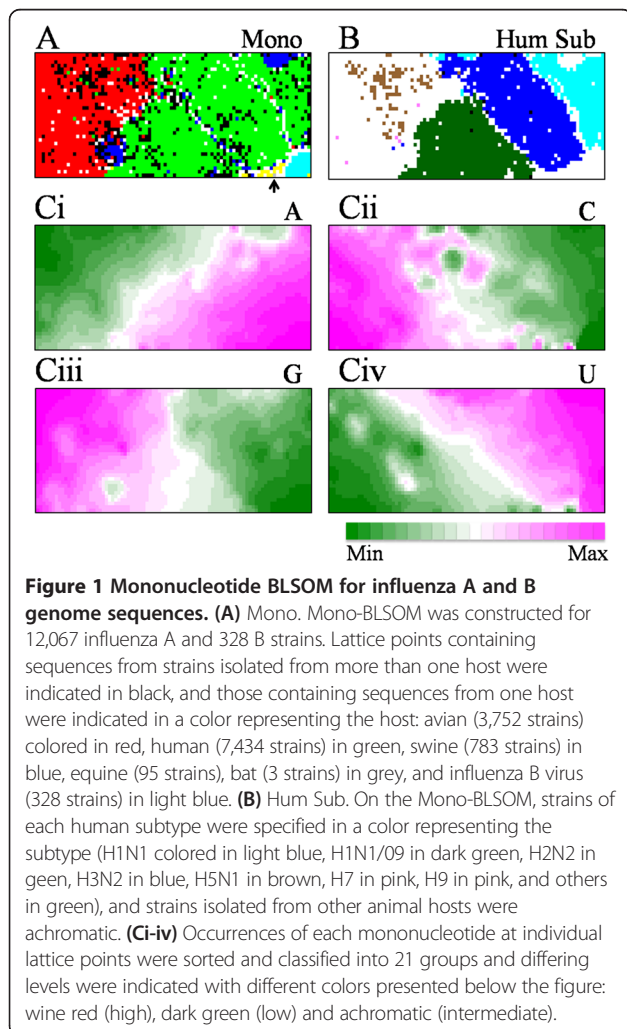 A Mono
B Hum Sub
Ci A
Cii C
Ciii G
Civ U
Min Max
Figure 1 Mononucleotide BLSOM for influenza A and B
genome sequences. (A) Mono. Mono-BLSOM was constructed for
12,067 influenza A and 328 B strains. Lattice points containing
sequences from strains isolated from more than one host were
indicated in black, and those containing sequences from one host
were indicated in a color representing the host: avian (3,752 strains)
colored in red, human (7,434 strains) in green, swine (783 strains) in
blue, equine (95 strains), bat (3 strains) in grey, and influenza B virus
(328 strains) in light blue. (B) Hum Sub. On the Mono-BLSOM, strains of
each human subtype were specified in a color representing the
subtype (H1N1 colored in light blue, H1N1/09 in dark green, H2N2 in
geen, H3N2 in blue, H5N1 in brown, H7 in pink, H9 in pink, and others
in green), and strains isolated from other animal hosts were
achromatic. (Ci-iv) Occurrences of each mononucleotide at individual
lattice points were sorted and classified into 21 groups and differing
levels were indicated with different colors presented below the figure:
wine red (high), dark green (low) and achromatic (intermediate).